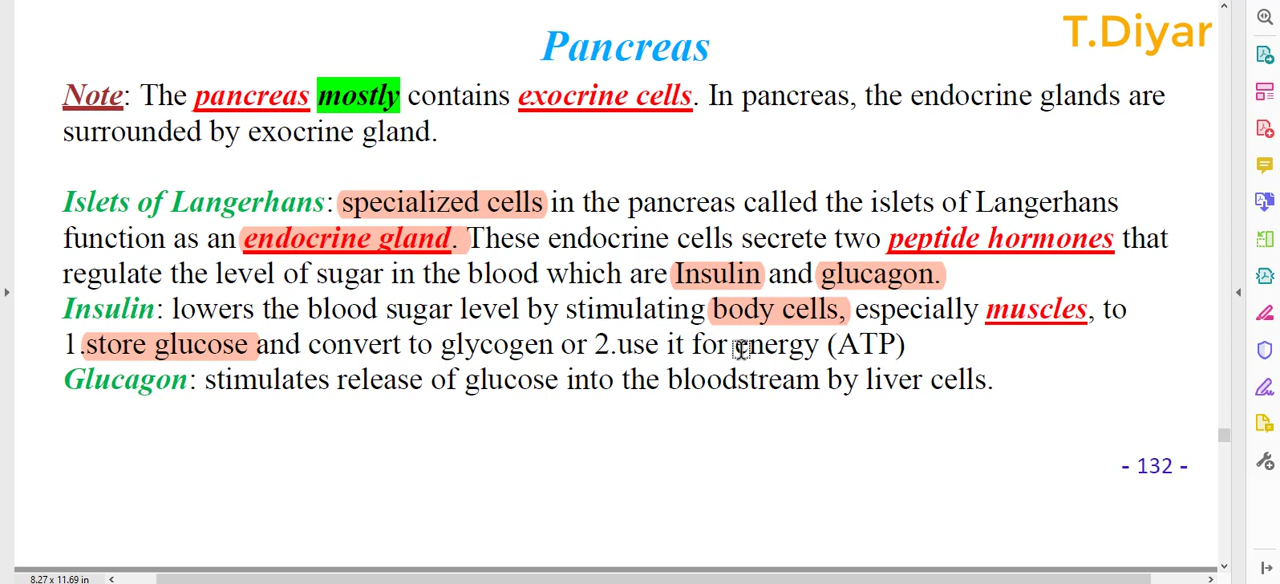 Pancreas
T.Diyar
Note: The pancreas mostly contains exocrine cells. In pancreas, the endocrine glands are
surrounded by exocrine gland.
Islets of Langerhans: specialized cells in the pancreas called the islets of Langerhans
function as an endocrine gland. These endocrine cells secrete two peptide hormones that
regulate the level of sugar in the blood which are Insulin and glucagon.
Insulin: lowers the blood sugar level by stimulating body cells, especially muscles, to
1.store glucose and convert to glycogen or 2.use it for energy (ATP)
Glucagon: stimulates release of glucose into the bloodstream by liver cells.
- 132 -
8.27 x 11.69 in